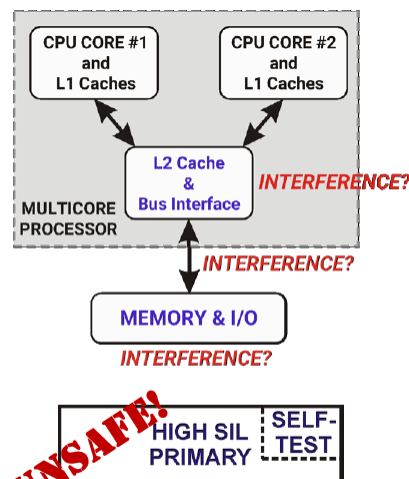 CPU CORE #1
and
L1 Caches
CPU CORE #2
and
L1 Caches
L2 Cache
&
Bus Interface
INTERFERENCE?
MULTICORE
PROCESSOR
INTERFERENCE?
MEMORY & I/O
INTERFERENCE?
UNSAFE!
HIGH SIL
PRIMARY
SELF-
TEST